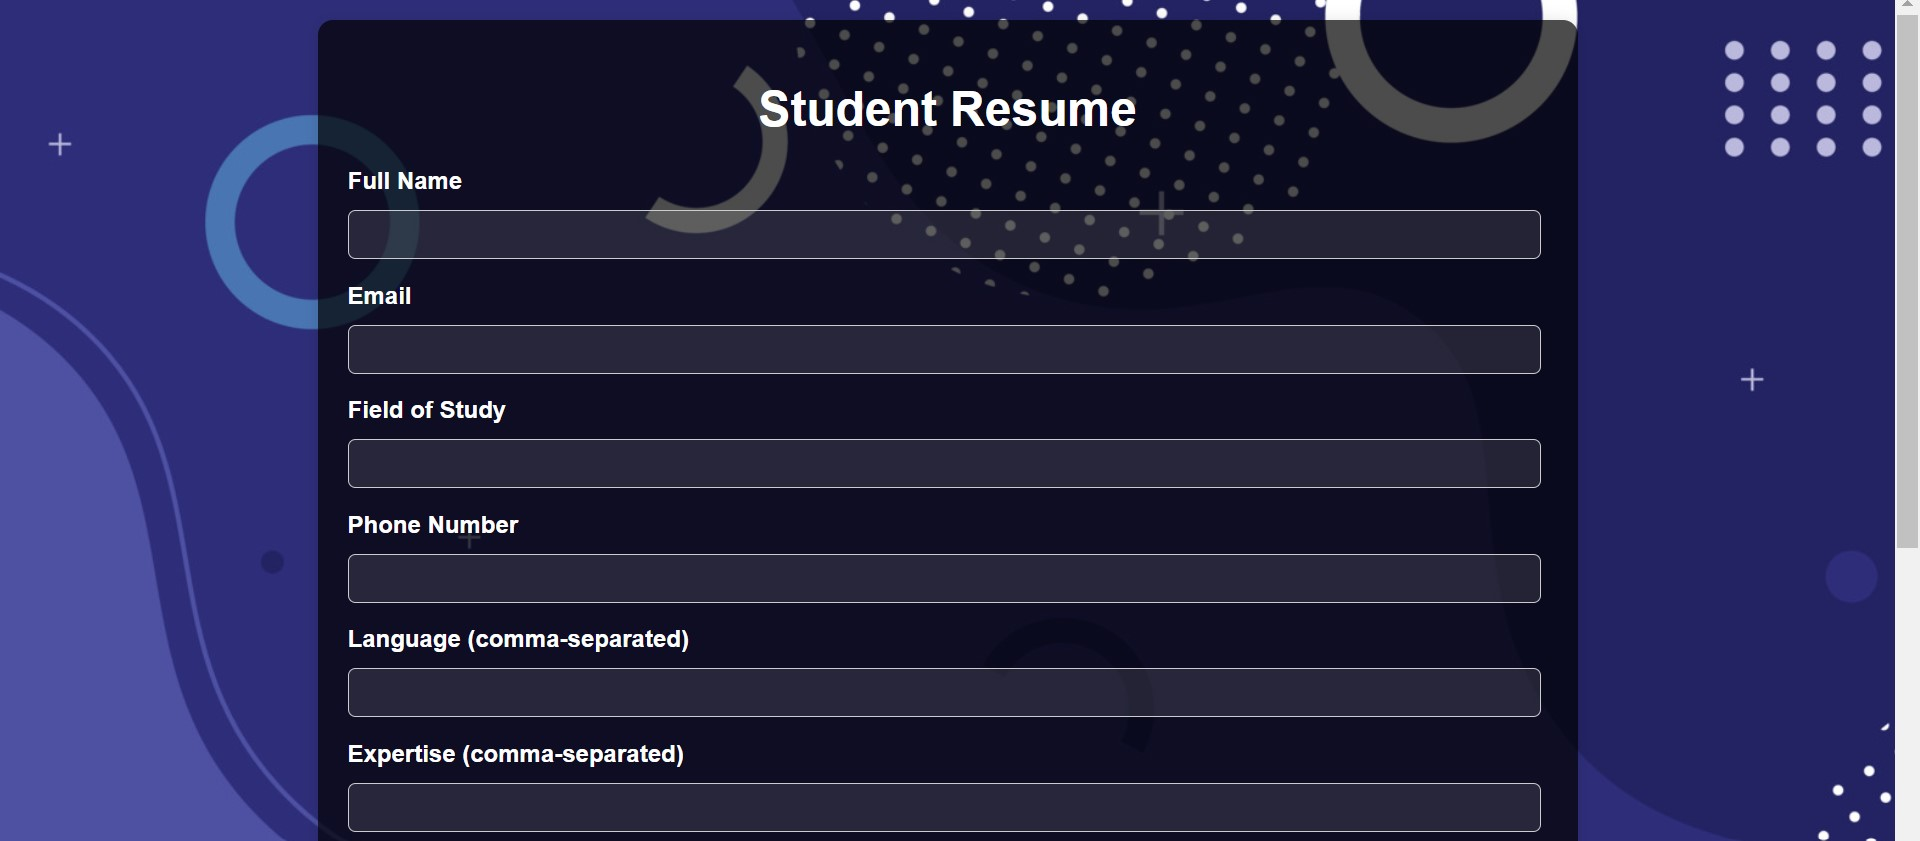 Student Resume
Full Name
Email
Field of Study
Phone Number
Language (comma-separated)
Expertise (comma-separated)